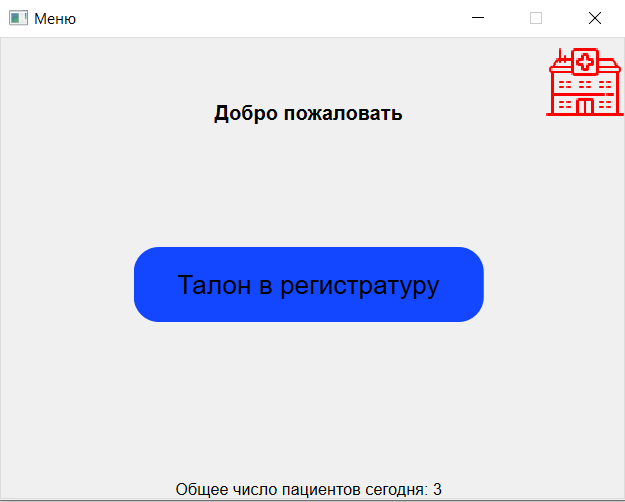 Меню
Добро пожаловать
Талон в регистратуру
Общее число пациентов сегодня: 3